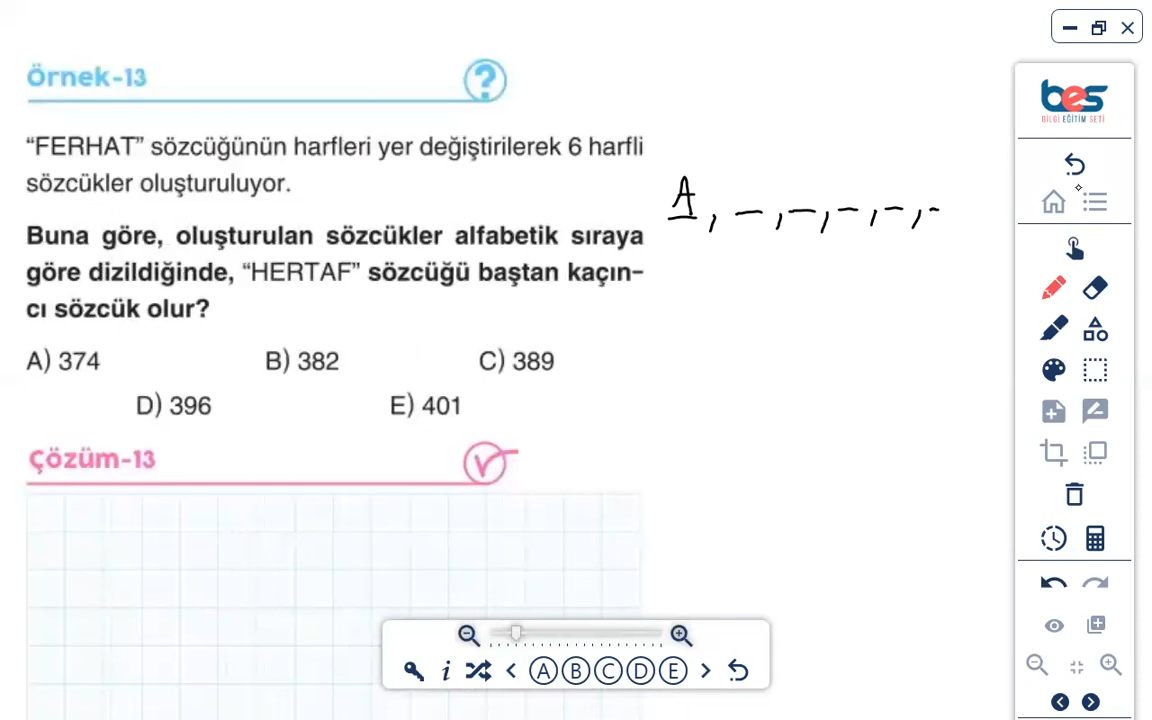 Örnek-13
?
"FERHAT" sözcüğünün harfleri yer değiştirilerek 6 harfli
sözcükler oluşturuluyor.
Buna göre, oluşturulan sözcükler alfabetik sıraya
göre dizildiğinde, "HERTAF" sözcüğü baştan kaçın-
cı sözcük olur?
A) 374 B) 382 C) 389
D) 396 E) 401
Çözüm-13
A, _, _, _, _, _
bes
BİLGİ EĞİTİM SETİ
i < A B C D E >